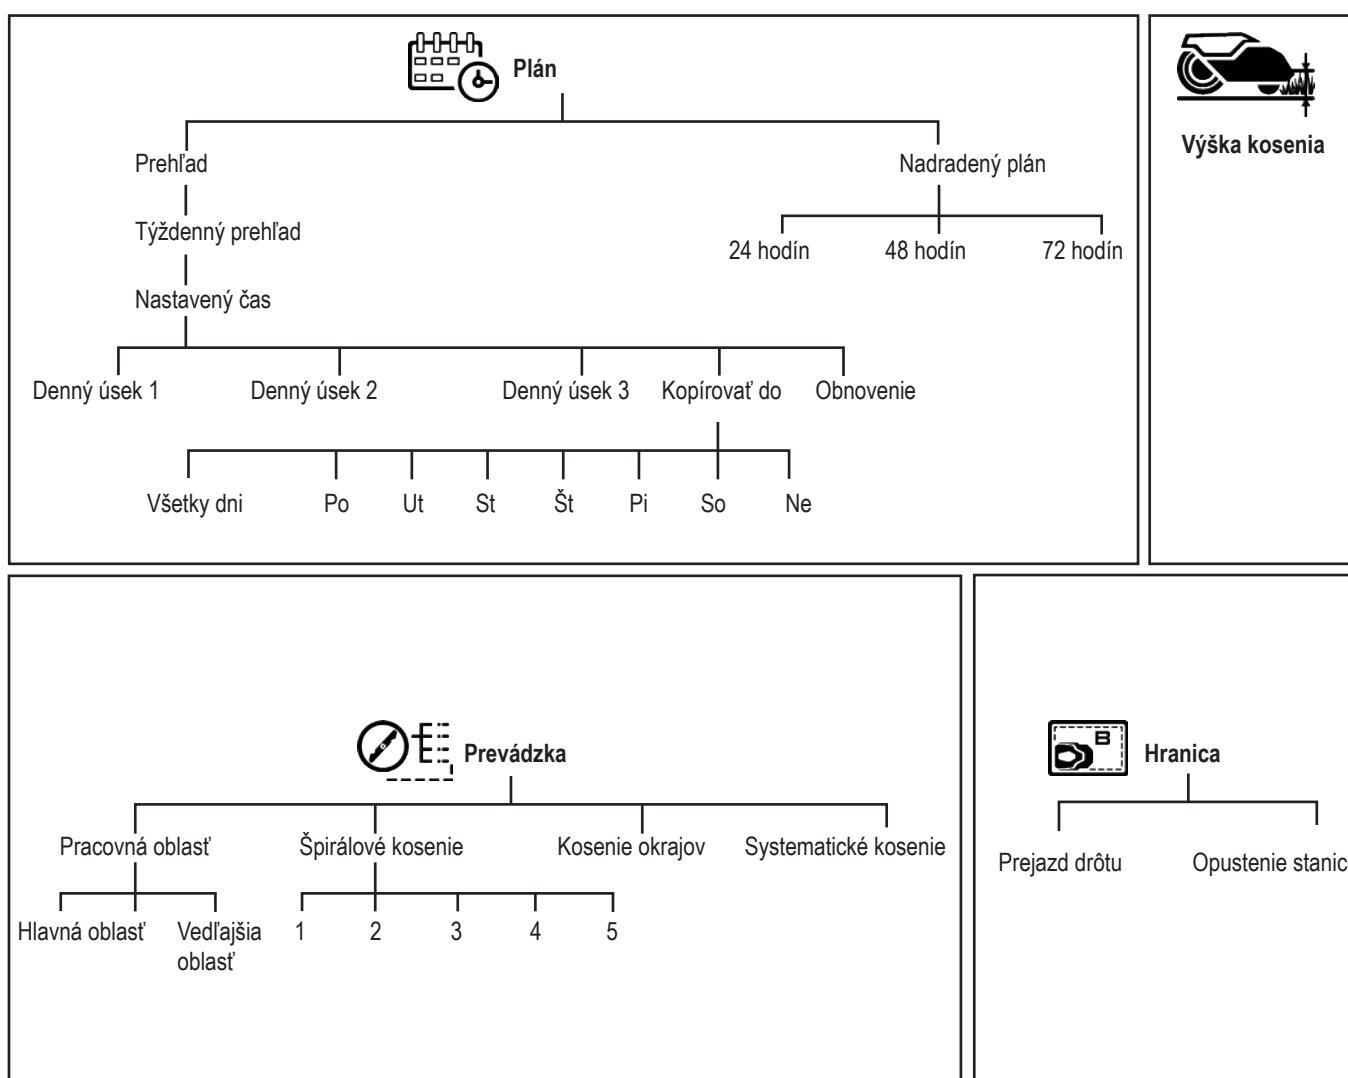 Plán
Výška kosenia
Prehľad
Nadradený plán
Týždenný prehľad
24 hodín 48 hodín 72 hodín
Nastavený čas
Denný úsek 1 Denný úsek 2 Denný úsek 3 Kopírovať do Obnovenie
Všetky dni Po Ut St Št Pi So Ne
Prevádzka
B
Hranica
Pracovná oblasť Špirálové kosenie Kosenie okrajov Systematické kosenie
Hlavná oblasť Vedľajšia
oblasť
1 2 3 4 5
Prejazd drôtu Opustenie stanic